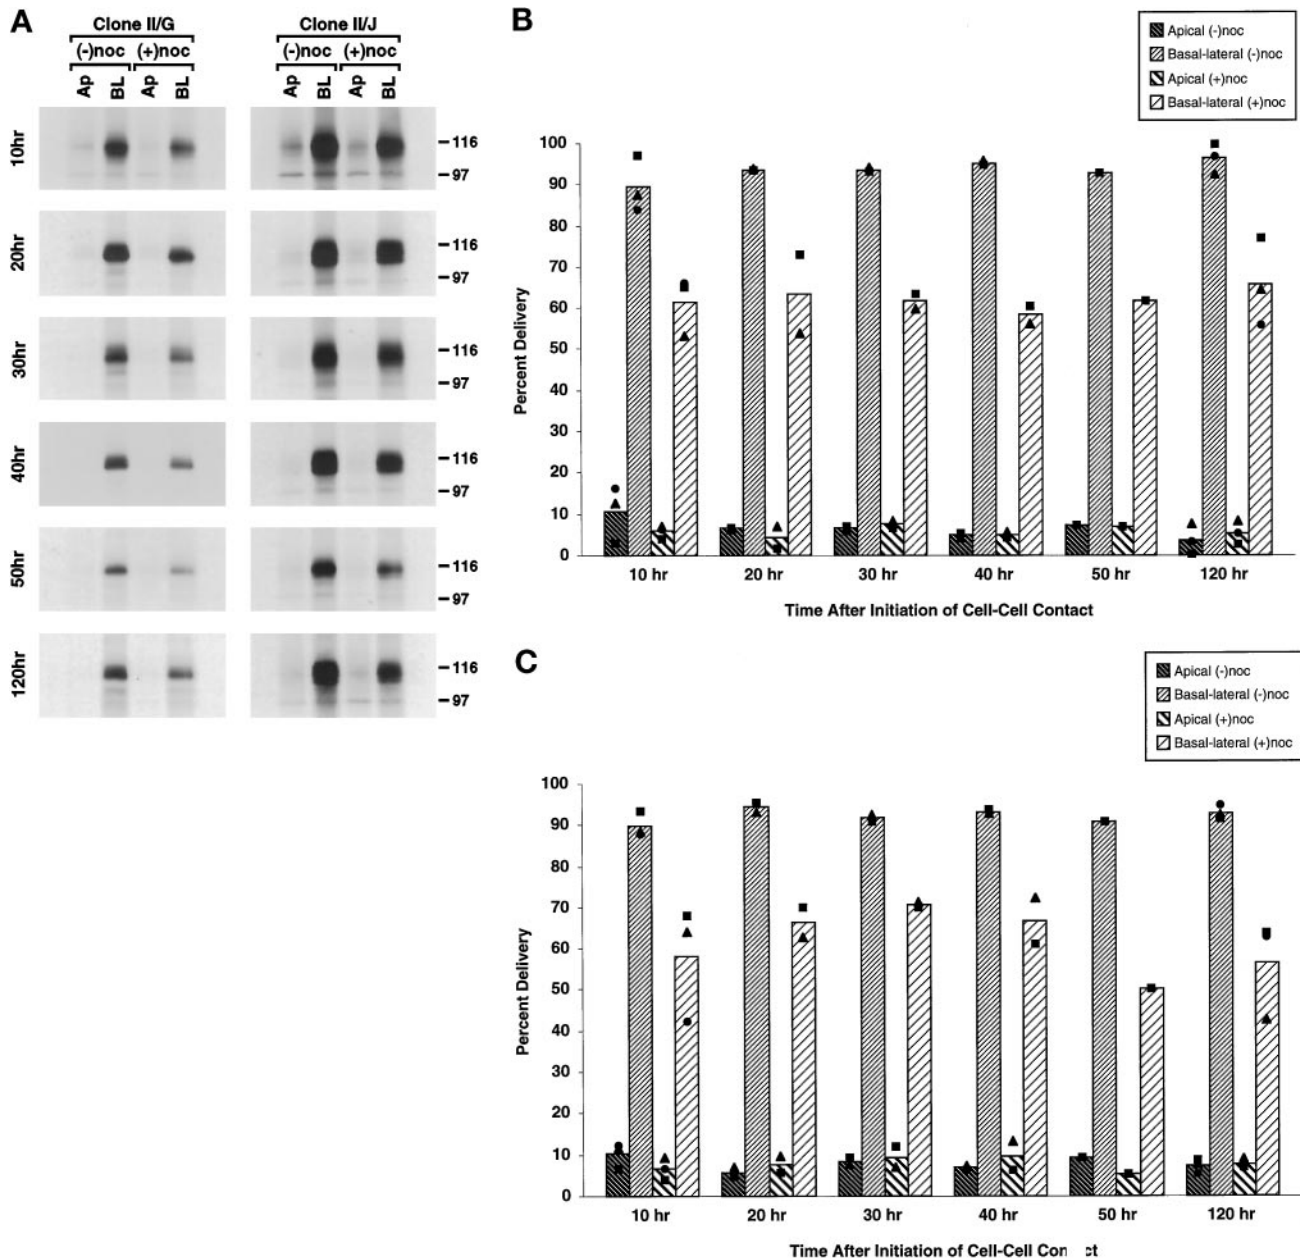 A
Clone II/G
Clone II/J
(-)noc (+)noc
(-)noc (+)noc
Ap BL Ap BL
Ap BL Ap BL
10hr
116
97
20hr
116
97
30hr
116
97
40hr
116
97
50hr
116
97
120hr
116
97
B
Apical (-)noc
Basal-lateral (-)noc
Apical (+)noc
Basal-lateral (+)noc
Percent Delivery
100
90
80
70
60
50
40
30
20
10
0
10 hr 20 hr 30 hr 40 hr 50 hr 120 hr
Time After Initiation of Cell-Cell Contact
C
Apical (-)noc
Basal-lateral (-)noc
Apical (+)noc
Basal-lateral (+)noc
Percent Delivery
100
90
80
70
60
50
40
30
20
10
0
10 hr 20 hr 30 hr 40 hr 50 hr 120 hr
Time After Initiation of Cell-Cell